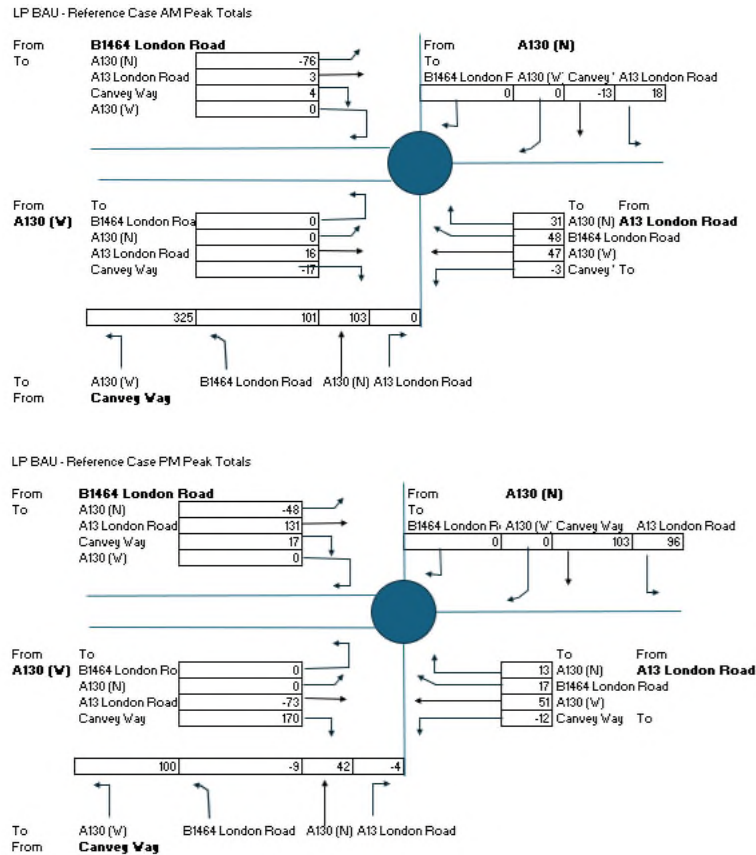 LP BAU - Reference Case AM Peak Totals
From B1464 London Road From A130 (N)
To A130 (N) -76 To
A13 London Road 3 B1464 London F A130 (W' Canvey ' A13 London Road
Canvey Way 4 0 0 -13 18
A130 (W) 0
From To To From
A130 (W) B1464 London Roa 0 31 A130 (N) A13 London Road
A130 (N) 0 48 B1464 London Road
A13 London Road 16 47 A130 (W)
Canvey Way -17 -3 Canvey ' To
325 101 103 0
To A130 (W) B1464 London Road A130 (N) A13 London Road
From Canvey Way
LP BAU - Reference Case PM Peak Totals
From B1464 London Road From A130 (N)
To A130 (N) -48 To
A13 London Road 131 B1464 London R A130 (W' Canvey Way A13 London Road
Canvey Way 17 0 0 103 96
A130 (W) 0
From To To From
A130 (W) B1464 London Ro 0 13 A130 (N) A13 London Road
A130 (N) 0 17 B1464 London Road
A13 London Road -73 51 A130 (W)
Canvey Way 170 -12 Canvey Way To
100 -9 42 -4
To A130 (W) B1464 London Road A130 (N) A13 London Road
From Canvey Way